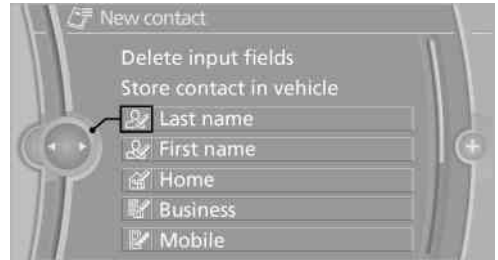 New contact
Delete input fields
Store contact in vehicle
Last name
First name
Home
Business
Mobile